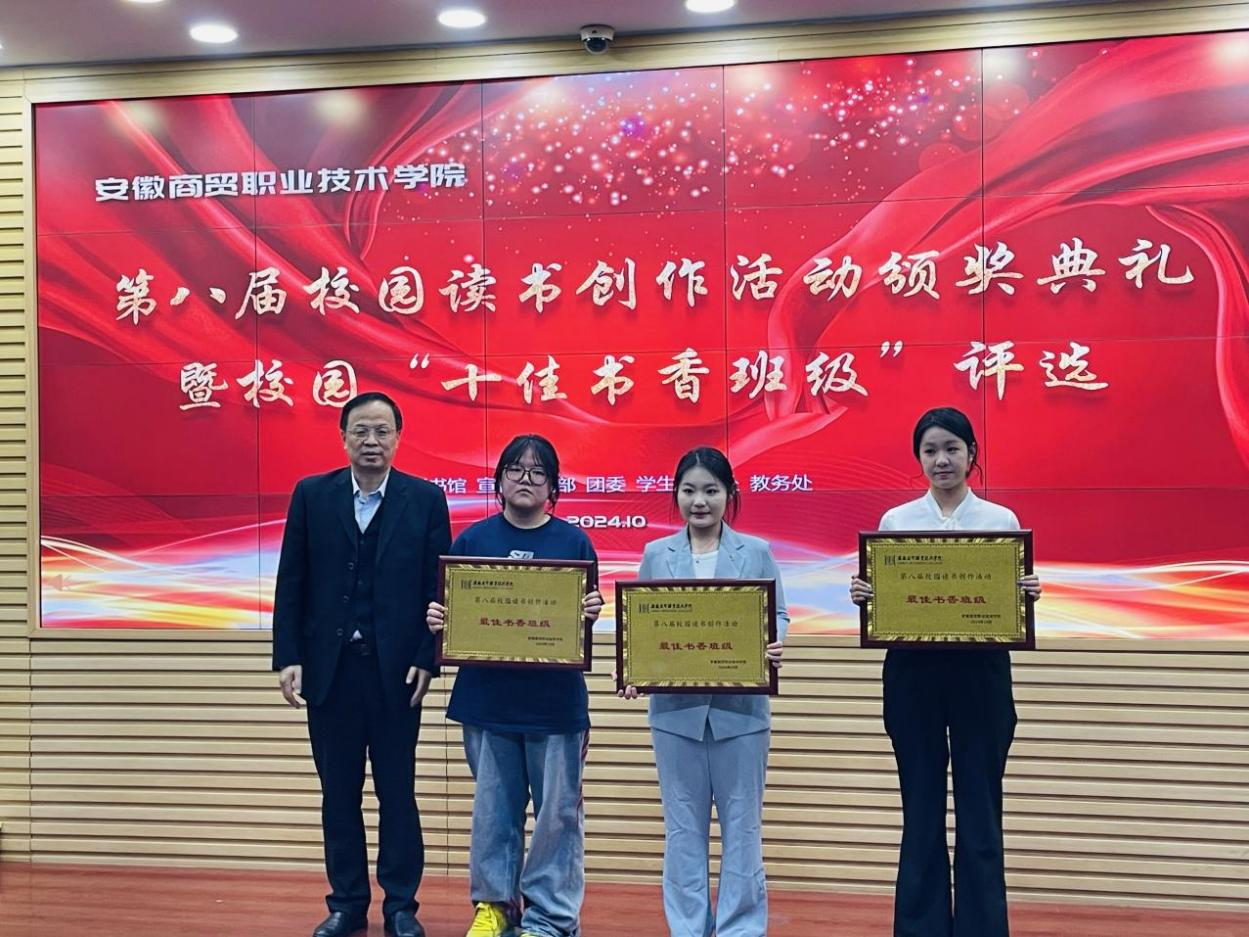 安徽商贸职业技术学院
第八届校园读书创作活动颁奖典礼
暨校园“十佳书香班级”评选
书馆 宣 部 团委 学生 教务处
2024.10
第八届校园读书创作活动
最佳书香班级
第八届校园读书创作活动
最佳书香班级
第八届校园读书创作活动
最佳书香班级